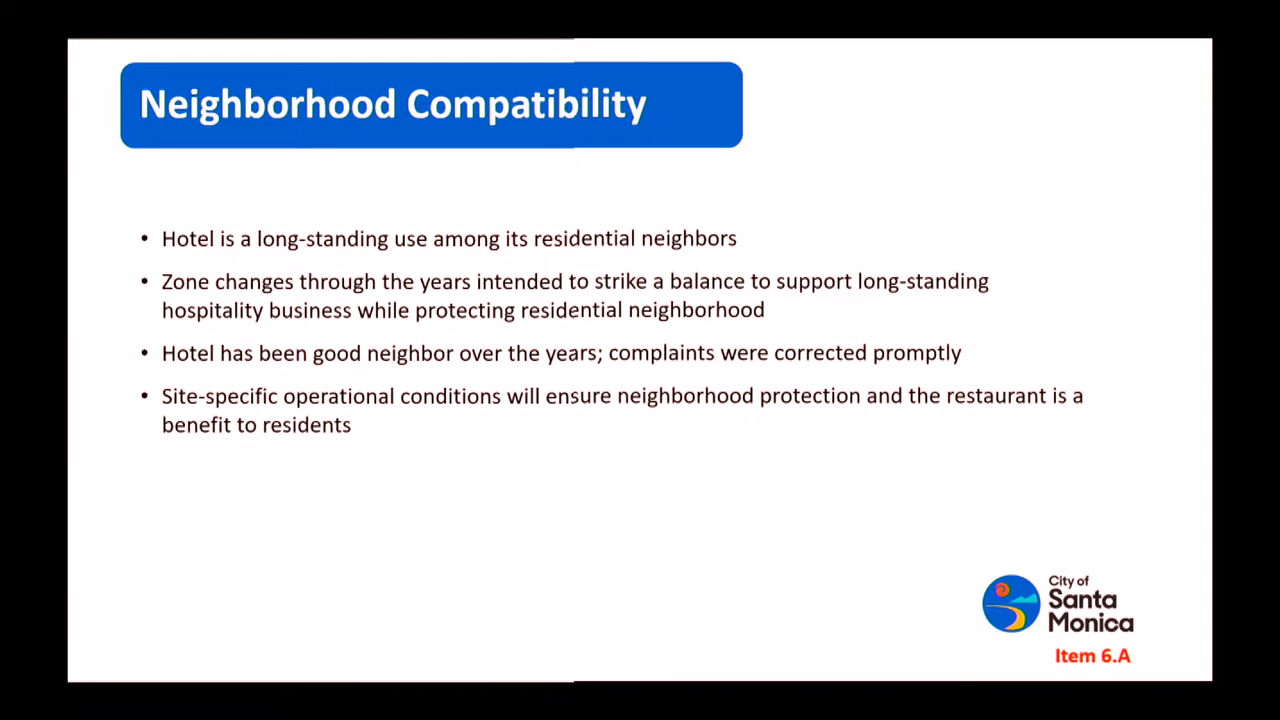 Neighborhood Compatibility
• Hotel is a long-standing use among its residential neighbors
• Zone changes through the years intended to strike a balance to support long-standing
hospitality business while protecting residential neighborhood
• Hotel has been good neighbor over the years; complaints were corrected promptly
• Site-specific operational conditions will ensure neighborhood protection and the restaurant is a
benefit to residents
City of
Santa
Monica
Item 6.A